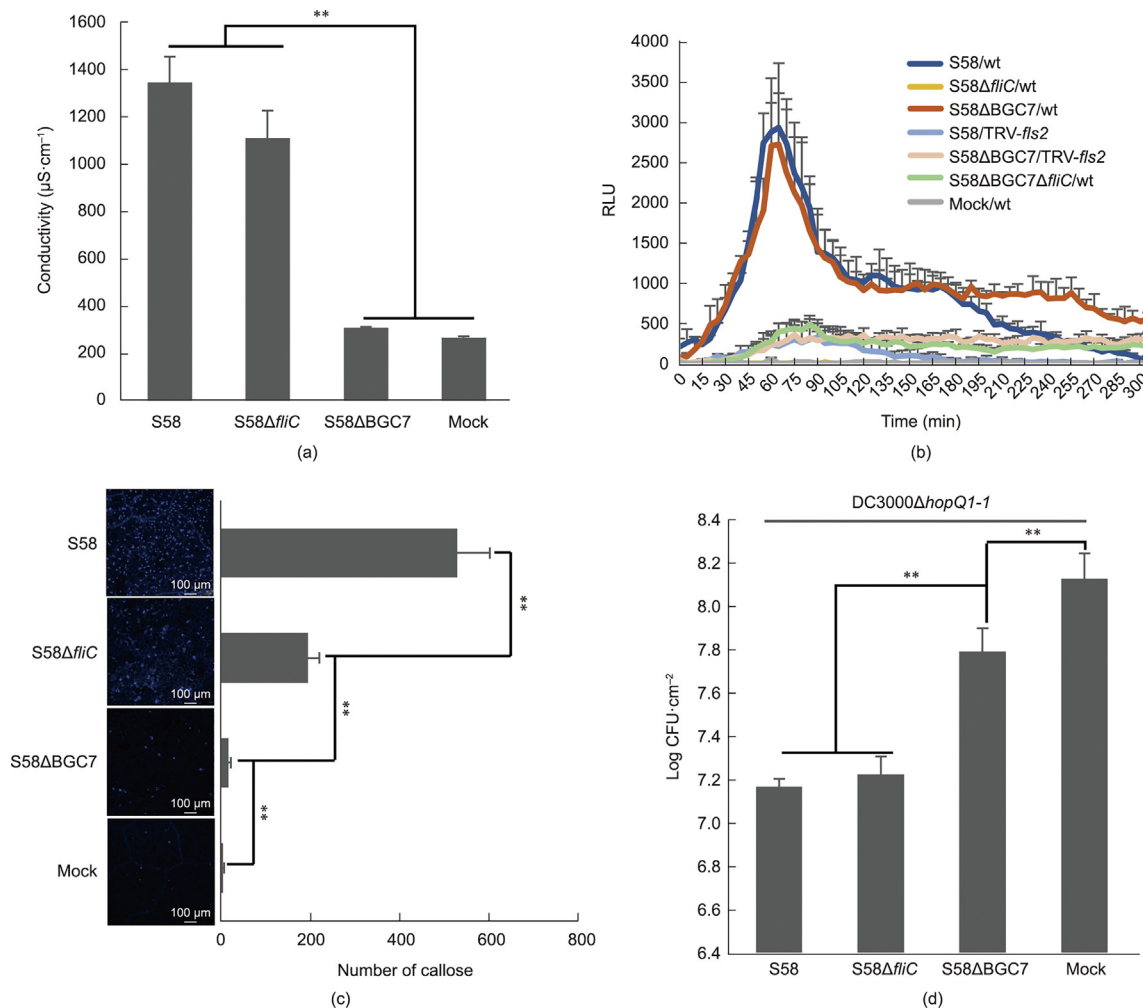 1600
1400
1200
1000
800
600
400
200
0
Conductivity (µS·cm⁻¹)
**
S58
S58ΔfliC
S58ΔBGC7
Mock
(a)
4000
3500
3000
2500
2000
1500
1000
500
0
RLU
S58/wt
S58ΔfliC/wt
S58ΔBGC7/wt
S58/TRV-fls2
S58ΔBGC7/TRV-fls2
S58ΔBGC7ΔfliC/wt
Mock/wt
0 15 30 45 60 75 90 105 120 135 150 165 180 195 210 225 240 255 270 285 300
Time (min)
(b)
S58
100 µm
S58ΔfliC
100 µm
S58ΔBGC7
100 µm
Mock
100 µm
**
**
**
0 200 400 600 800
Number of callose
(c)
DC3000ΔhopQ1-1
8.4
8.2
8.0
7.8
7.6
7.4
7.2
7.0
6.8
6.6
6.4
Log CFU·cm⁻²
**
**
S58
S58ΔfliC
S58ΔBGC7
Mock
(d)